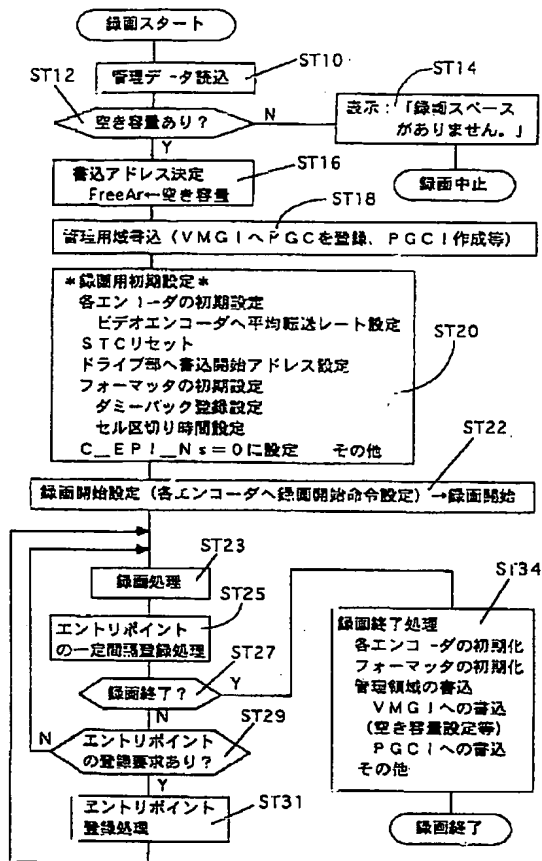 録画スタート
ST10
管理データ読込
ST12
空き容量あり？
N
Y
ST14
表示：「録画スペース
がありません。」
録画中止
ST16
書込アドレス決定
FreeAr←空き容量
ST18
管理用域書込（VMGIへPGCを登録、PGCI作成等）
ST20
＊録画用初期設定＊
各エンコーダの初期設定
ビデオエンコーダへ平均転送レート設定
STCリセット
ドライブ部へ書込開始アドレス設定
フォーマッタの初期設定
ダミーパック登録設定
セル区切り時間設定
C_EPI_Ns=0に設定 その他
ST22
録画開始設定（各エンコーダへ録画開始命令設定）→録画開始
ST23
録画処理
ST25
エントリポイント
の一定間隔登録処理
ST27
録画終了？
Y
N
ST29
エントリポイント
の登録要求あり？
N
Y
ST31
エントリポイント
登録処理
ST34
録画終了処理
各エンコーダの初期化
フォーマッタの初期化
管理領域の書込
VMGIへの書込
(空き容量設定等)
PGCIへの書込
その他
録画終了